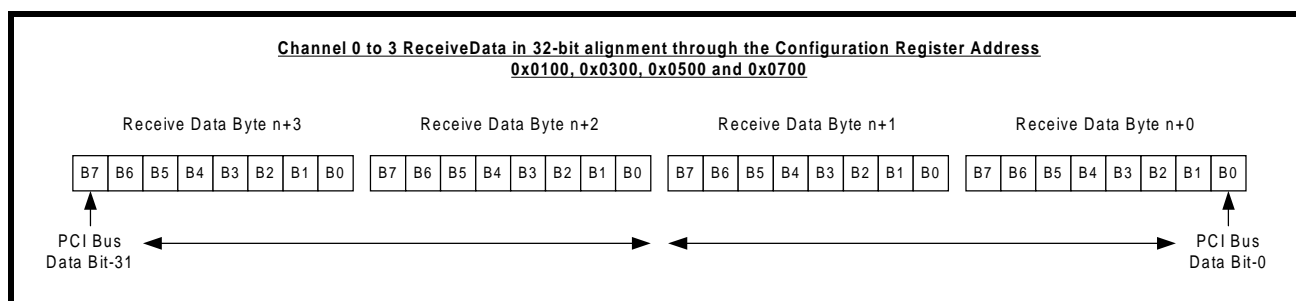 Channel 0 to 3 ReceiveData in 32-bit alignment through the Configuration Register Address
0x0100, 0x0300, 0x0500 and 0x0700
Receive Data Byte n+3 Receive Data Byte n+2 Receive Data Byte n+1 Receive Data Byte n+0
B7 B6 B5 B4 B3 B2 B1 B0 B7 B6 B5 B4 B3 B2 B1 B0 B7 B6 B5 B4 B3 B2 B1 B0 B7 B6 B5 B4 B3 B2 B1 B0
PCI Bus PCI Bus
Data Bit-31 Data Bit-0